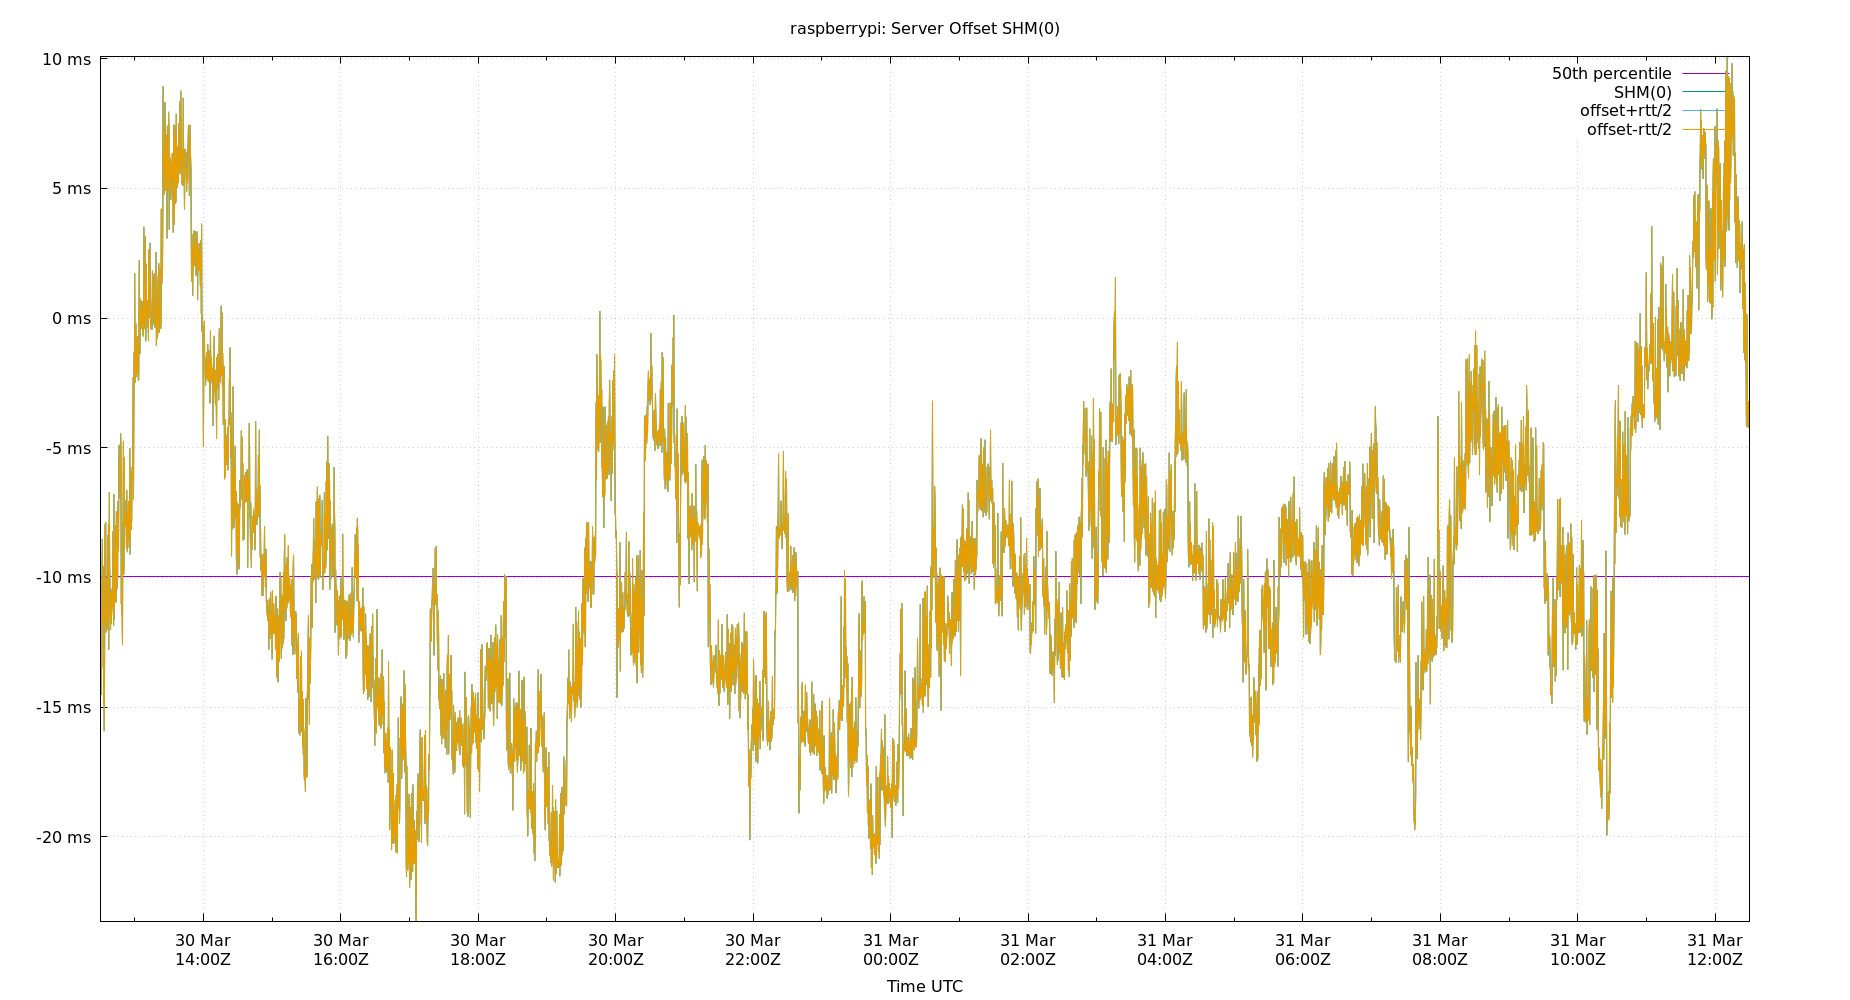 raspberrypi: Server Offset SHM(0)
10 ms
5 ms
0 ms
-5 ms
-10 ms
-15 ms
-20 ms
50th percentile
SHM(0)
offset+rtt/2
offset-rtt/2
30 Mar 30 Mar 30 Mar 30 Mar 30 Mar 31 Mar 31 Mar 31 Mar 31 Mar 31 Mar 31 Mar 31 Mar
14:00Z 16:00Z 18:00Z 20:00Z 22:00Z 00:00Z 02:00Z 04:00Z 06:00Z 08:00Z 10:00Z 12:00Z
Time UTC